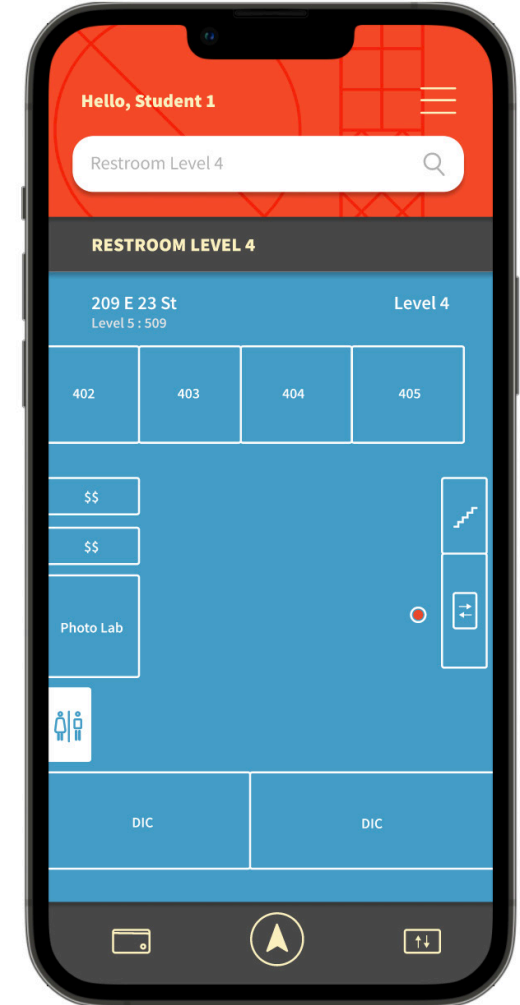 Hello, Student 1
Restroom Level 4
RESTROOM LEVEL 4
209 E 23 St
Level 4
Level 5 : 509
402
403
404
405
$$
$$
Photo Lab
DIC
DIC